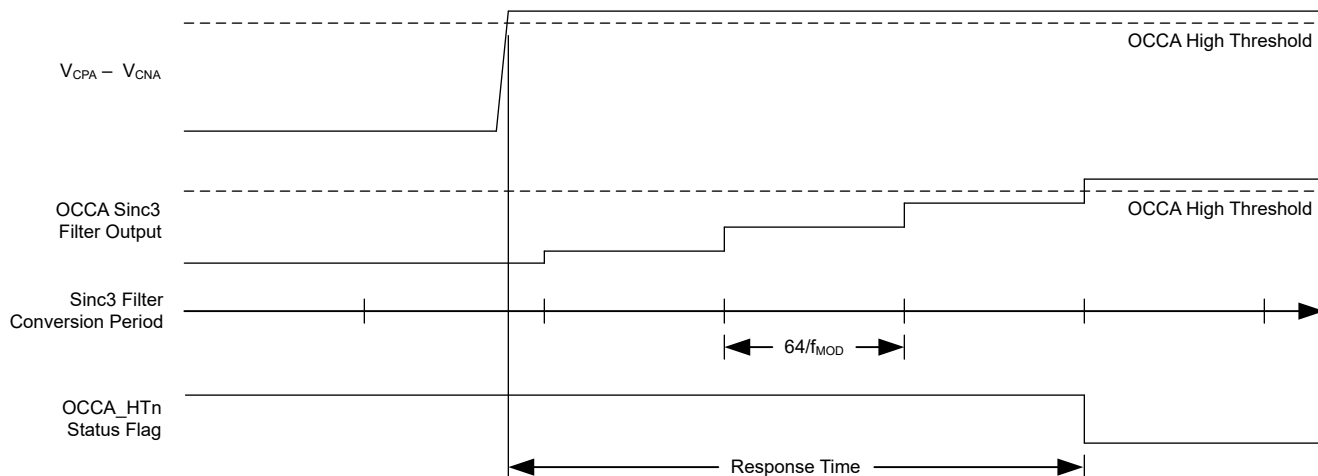 OCCA High Threshold
V_CPA – V_CNA
OCCA Sinc3
Filter Output
OCCA High Threshold
Sinc3 Filter
Conversion Period
64/f_MOD
OCCA_HTn
Status Flag
Response Time